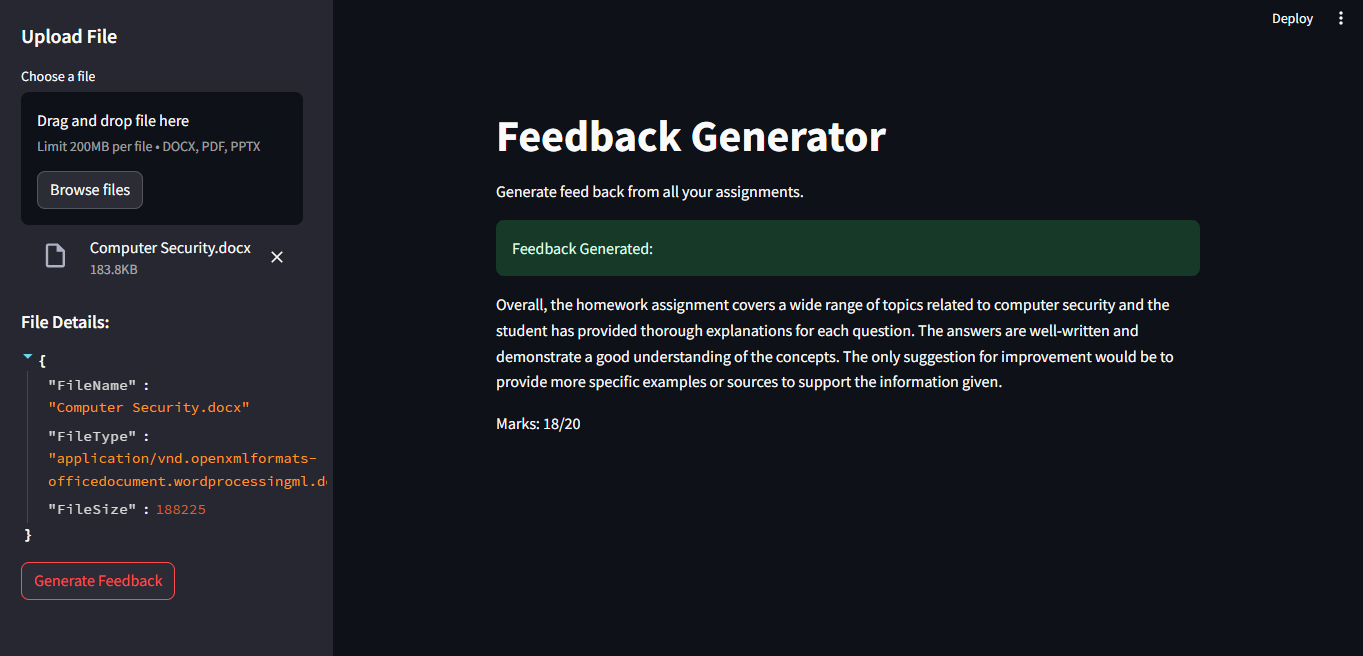 Upload File
Choose a file
Drag and drop file here
Limit 200MB per file • DOCX, PDF, PPTX
Browse files
Computer Security.docx
183.8KB
File Details:
{
"FileName" :
"Computer Security.docx"
"FileType" :
"application/vnd.openxmlformats-
officedocument.wordprocessingml.do
"FileSize" : 188225
}
Generate Feedback
Deploy
Feedback Generator
Generate feed back from all your assignments.
Feedback Generated:
Overall, the homework assignment covers a wide range of topics related to computer security and the
student has provided thorough explanations for each question. The answers are well-written and
demonstrate a good understanding of the concepts. The only suggestion for improvement would be to
provide more specific examples or sources to support the information given.
Marks: 18/20